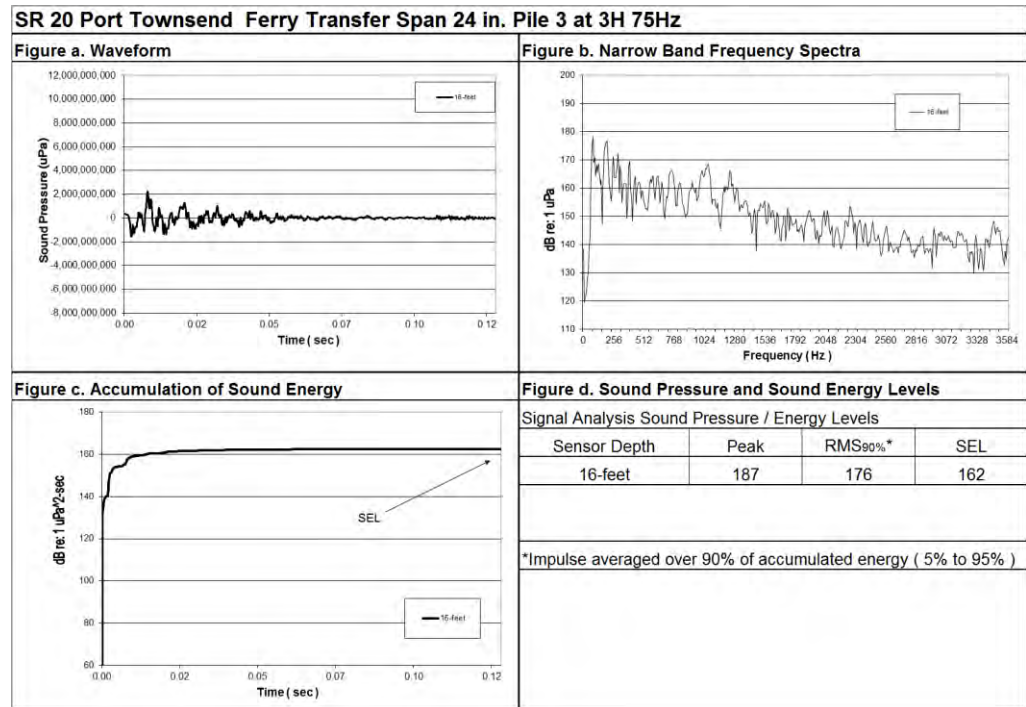 SR 20 Port Townsend Ferry Transfer Span 24 in. Pile 3 at 3H 75Hz
Figure a. Waveform
12,000,000,000
10,000,000,000
8,000,000,000
6,000,000,000
4,000,000,000
2,000,000,000
0
-2,000,000,000
-4,000,000,000
-6,000,000,000
-8,000,000,000
Sound Pressure (uPa)
16-feet
0.00 0.02 0.05 0.07 0.10 0.12
Time ( sec )
Figure b. Narrow Band Frequency Spectra
200
190
180
170
160
150
140
130
120
110
dB re: 1 uPa
16-feet
0 256 512 768 1024 1280 1536 1792 2048 2304 2560 2816 3072 3328 3584
Frequency ( Hz )
Figure c. Accumulation of Sound Energy
180
160
140
120
100
80
60
dB re: 1 uPa^2-sec
SEL
16-feet
0.00 0.02 0.05 0.07 0.10 0.12
Time ( sec )
Figure d. Sound Pressure and Sound Energy Levels
Signal Analysis Sound Pressure / Energy Levels
Sensor Depth Peak RMS90%* SEL
16-feet 187 176 162
*Impulse averaged over 90% of accumulated energy ( 5% to 95% )